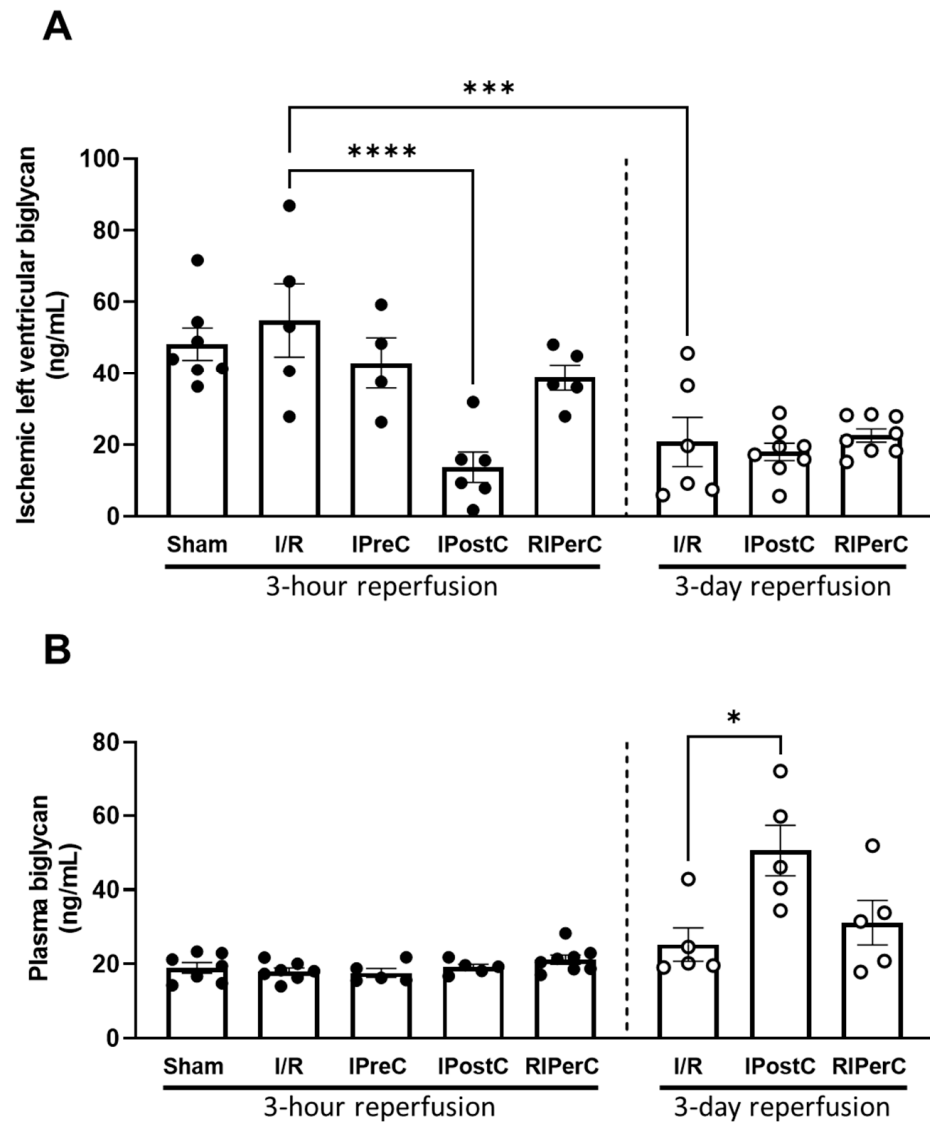 A
***
****
Ischemic left ventricular biglycan
(ng/mL)
100
80
60
40
20
0
Sham I/R IPreC IPostC RIPerC I/R IPostC RIPerC
3-hour reperfusion 3-day reperfusion
B
*
Plasma biglycan
(ng/mL)
80
60
40
20
0
Sham I/R IPreC IPostC RIPerC I/R IPostC RIPerC
3-hour reperfusion 3-day reperfusion